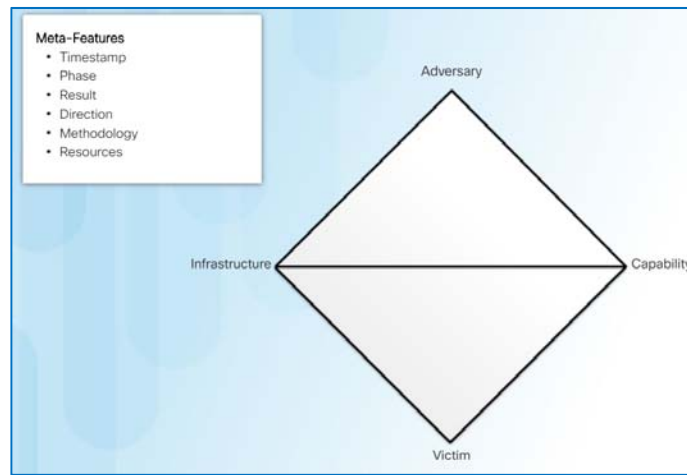 Meta-Features
• Timestamp
• Phase
• Result
• Direction
• Methodology
• Resources
Adversary
Infrastructure
Capability
Victim